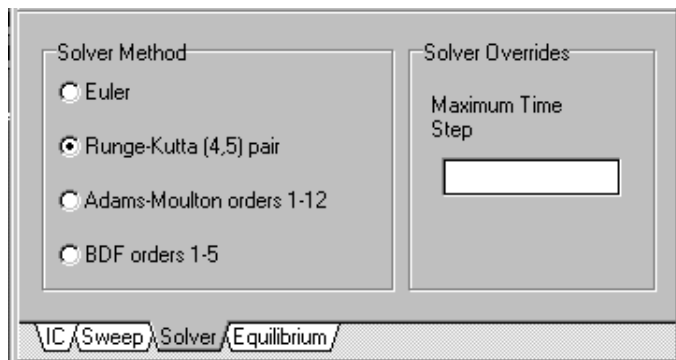 Solver Method
Euler
Runge-Kutta (4,5) pair
Adams-Moulton orders 1-12
BDF orders 1-5
Solver Overrides
Maximum Time
Step
IC Sweep Solver Equilibrium